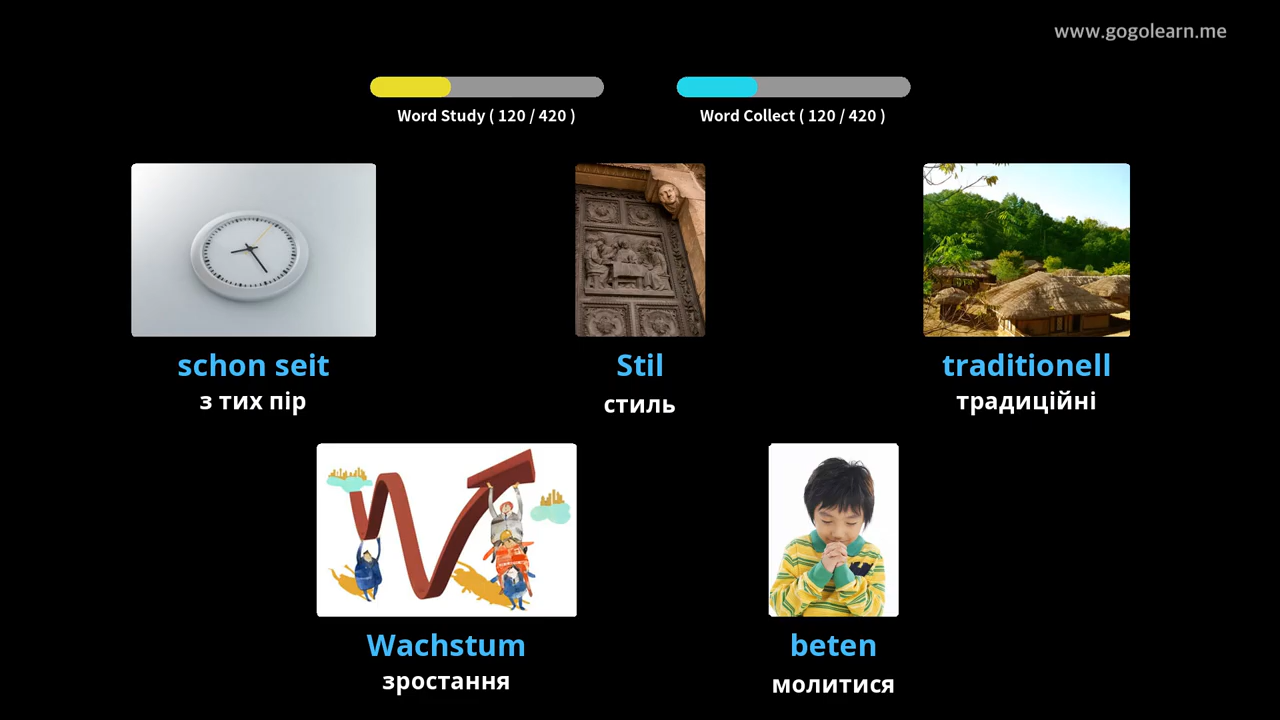 www.gogolearn.me
Word Study ( 120 / 420 )
Word Collect ( 120 / 420 )
schon seit
з тих пір
Stil
стиль
traditionell
традиційні
Wachstum
зростання
beten
молитися